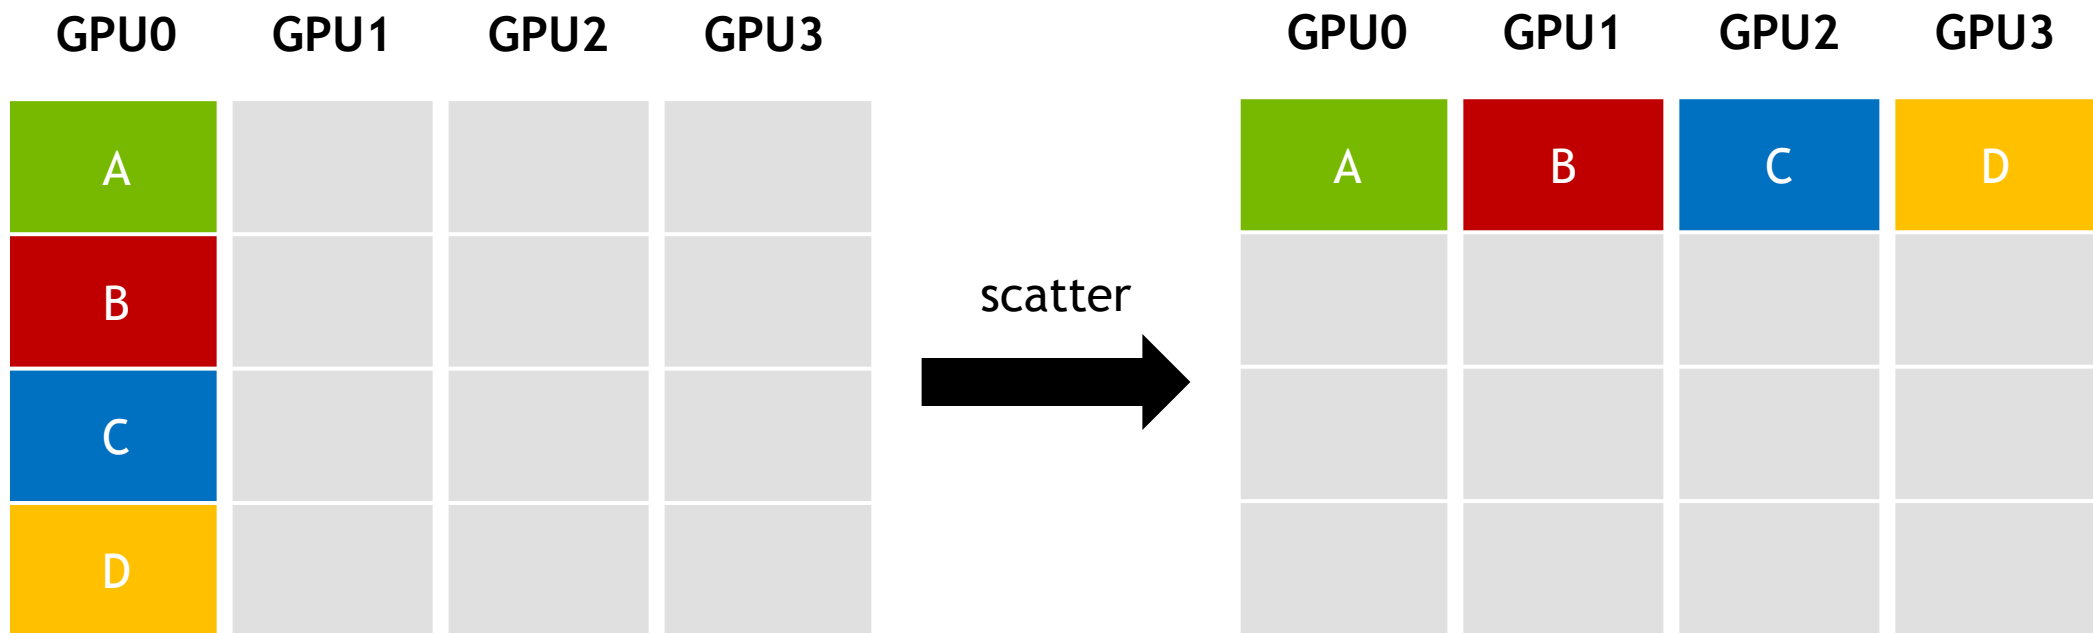 GPU0 GPU1 GPU2 GPU3
A
B
C
D
scatter
GPU0 GPU1 GPU2 GPU3
A B C D